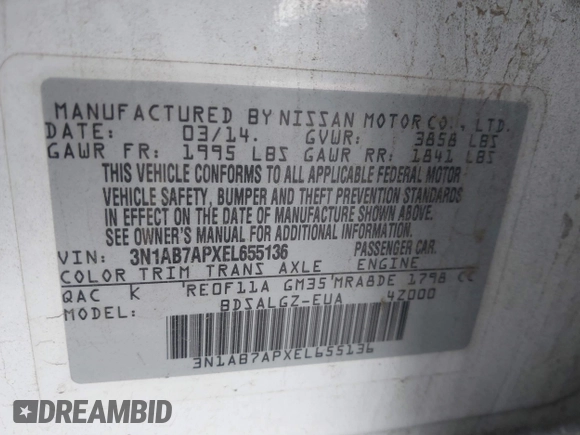 MANUFACTURED BY NISSAN MOTOR CO., LTD.
DATE: 03/14. GVWR: 3858 LBS
GAWR FR: 1995 LBS GAWR RR: 1841 LBS
THIS VEHICLE CONFORMS TO ALL APPLICABLE FEDERAL MOTOR
VEHICLE SAFETY, BUMPER AND THEFT PREVENTION STANDARDS
IN EFFECT ON THE DATE OF MANUFACTURE SHOWN ABOVE.
SEE OWNER'S MANUAL FOR ADDITIONAL INFORMATION.
VIN: 3N1AB7APXEL655136 PASSENGER CAR.
COLOR TRIM TRANS AXLE ENGINE
QAC K RE0F11A GM35 MRA8DE 1798 CC
MODEL: BDSALGZ-EUA 4Z000
3N1AB7APXEL655136
DREAMBID